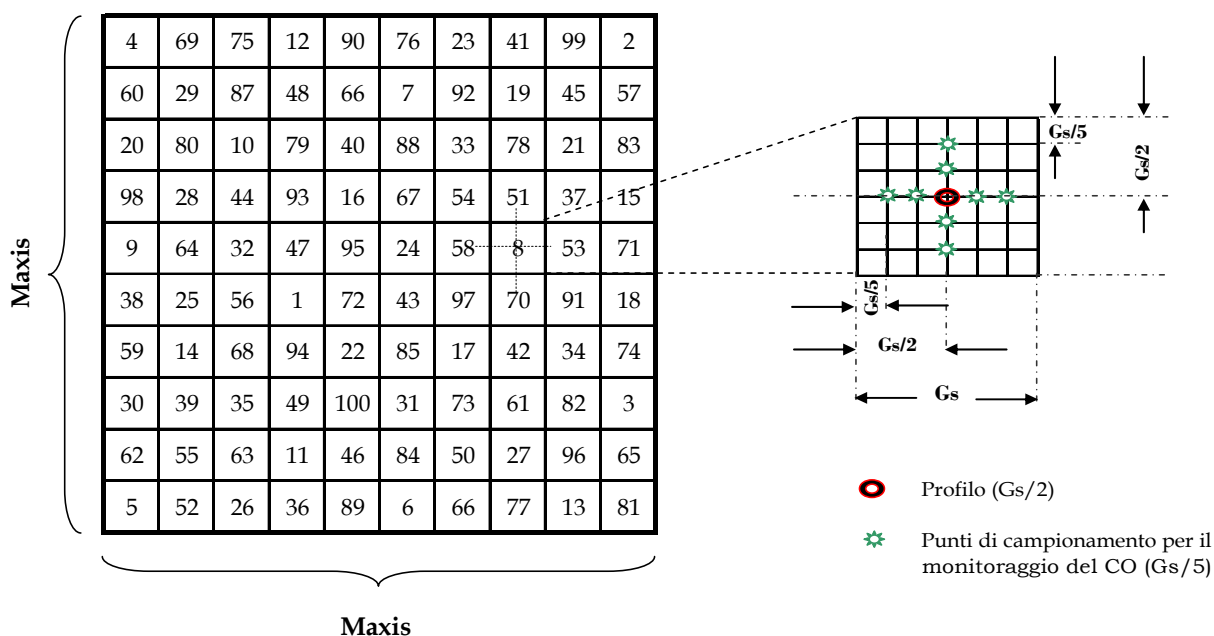 4 69 75 12 90 76 23 41 99 2
60 29 87 48 66 7 92 19 45 57
20 80 10 79 40 88 33 78 21 83
98 28 44 93 16 67 54 51 37 15
9 64 32 47 95 24 58 8 53 71
38 25 56 1 72 43 97 70 91 18
59 14 68 94 22 85 17 42 34 74
30 39 35 49 100 31 73 61 82 3
62 55 63 11 46 84 50 27 96 65
5 52 26 36 89 6 66 77 13 81
Maxis
Maxis
Gs/5
Gs/2
Gs/5
Gs/2
Gs
Profilo (Gs/2)
Punti di campionamento per il
monitoraggio del CO (Gs/5)